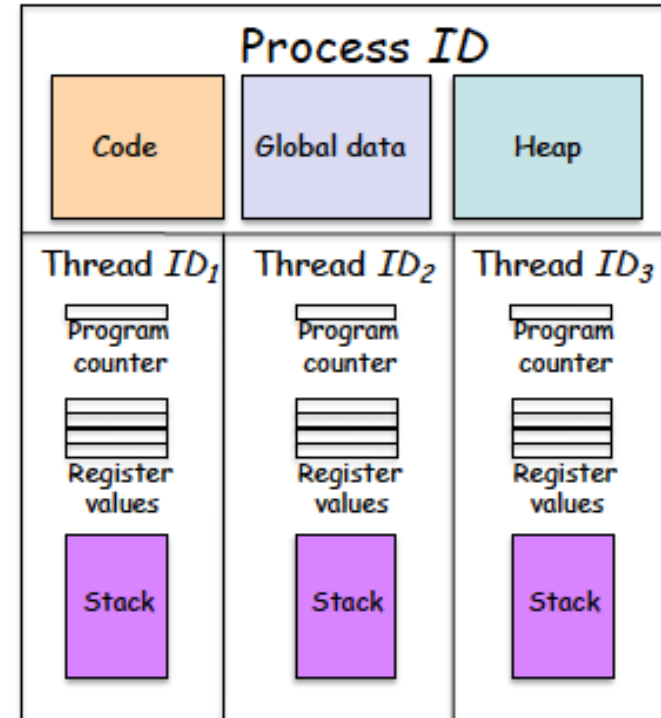 Process ID
Code Global data Heap
Thread ID₁ Thread ID₂ Thread ID₃
Program Program Program
counter counter counter
Register Register Register
values values values
Stack Stack Stack